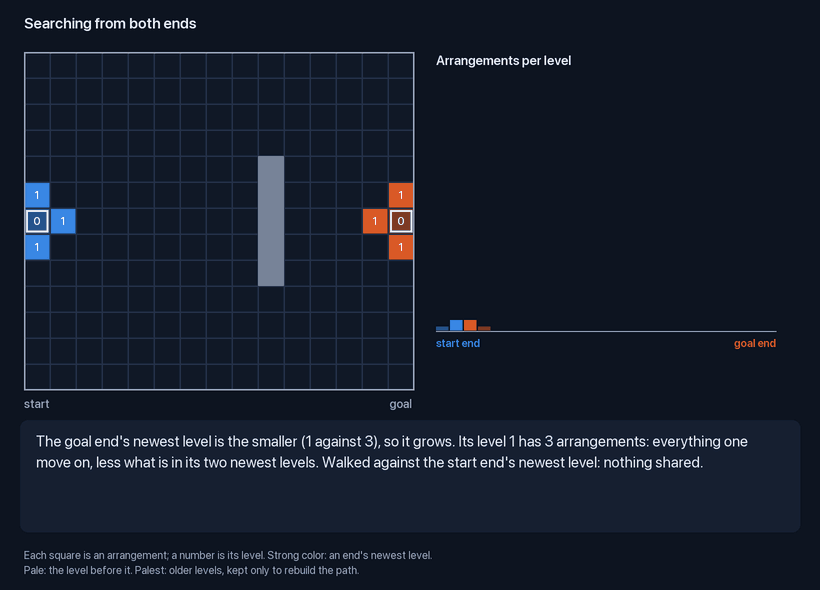 Searching from both ends
Arrangements per level
1
1
0
1
1
0
1
1
start end
goal end
start
goal
The goal end's newest level is the smaller (1 against 3), so it grows. Its level 1 has 3 arrangements: everything one
move on, less what is in its two newest levels. Walked against the start end's newest level: nothing shared.
Each square is an arrangement; a number is its level. Strong color: an end's newest level.
Pale: the level before it. Palest: older levels, kept only to rebuild the path.